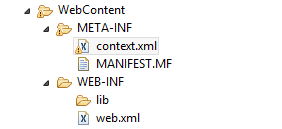 WebContent
META-INF
context.xml
MANIFEST.MF
WEB-INF
lib
web.xml